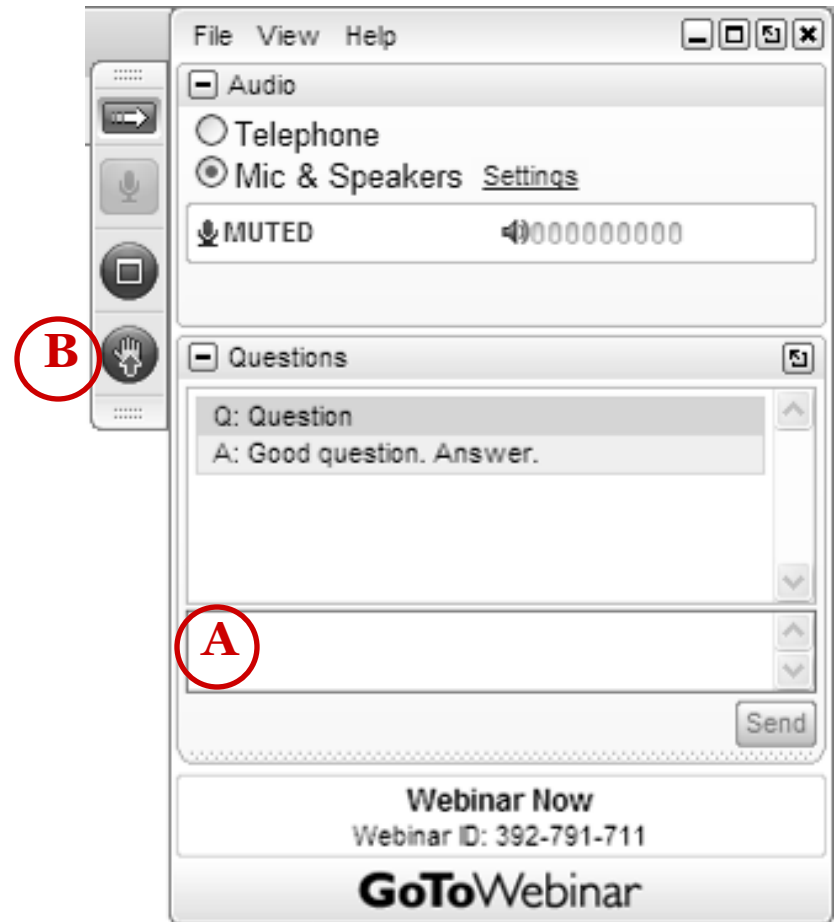 File View Help
Audio
Telephone
Mic & Speakers Settings
MUTED
B
Questions
Q: Question
A: Good question. Answer.
A
Send
Webinar Now
Webinar ID: 392-791-711
GoToWebinar